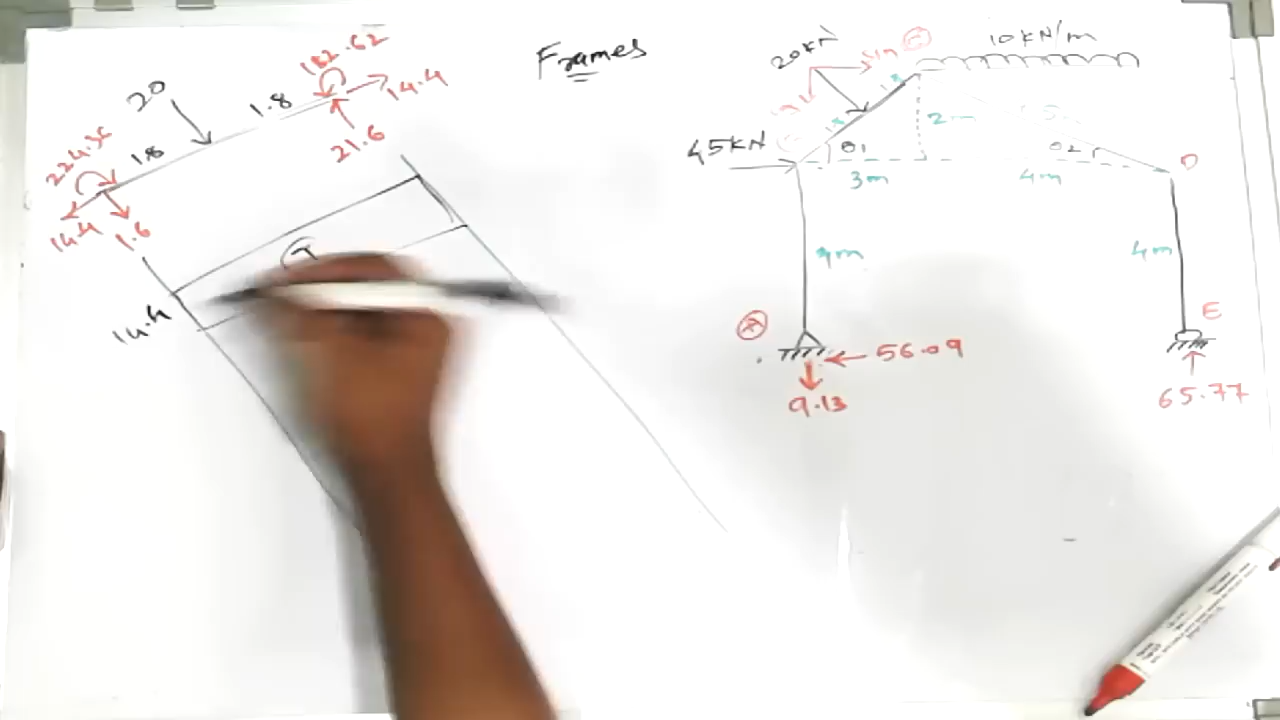 Frames
20
1.8
1.8
182.62
14.4
21.6
224.36
14.4
1.6
14.4
T
20kN
10kN/m
45kN
θ1
θ2
2m
3m
4m
4m
4m
D
A
E
56.09
9.13
65.77